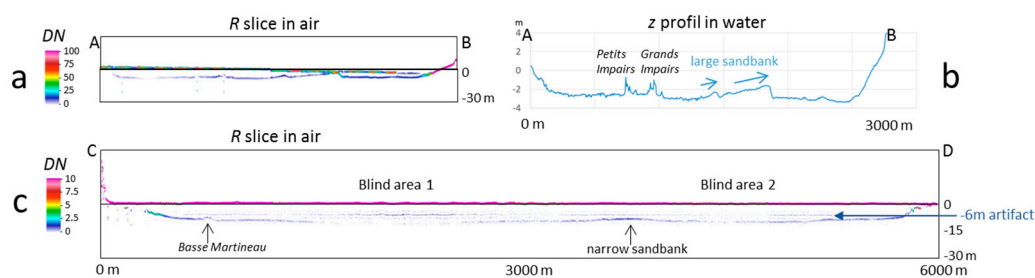 R slice in air
z profil in water
DN
A
B
100
75
50
25
0
0
-30 m
a
m
A
B
4
2
0
-2
-4
Petits
Impairs
Grands
Impairs
large sandbank
0 m
3000 m
b
R slice in air
DN
C
D
10
7.5
5
2.5
0
c
Blind area 1
Blind area 2
0
-6m artifact
-15
-30 m
Basse Martineau
narrow sandbank
0 m
3000 m
6000 m